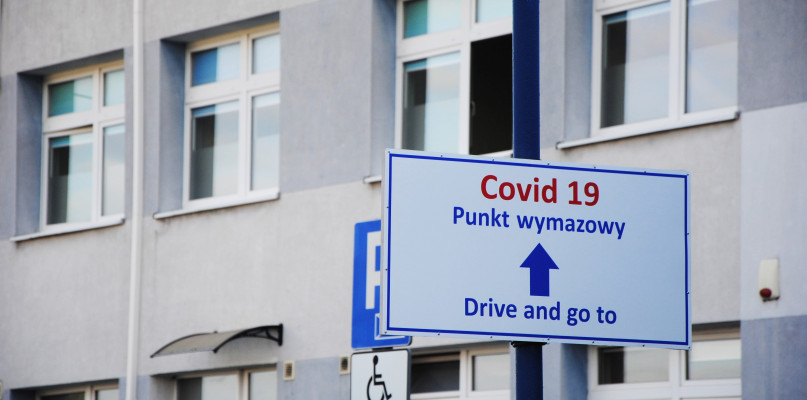 Covid 19
Punkt wymazowy
Drive and go to
P